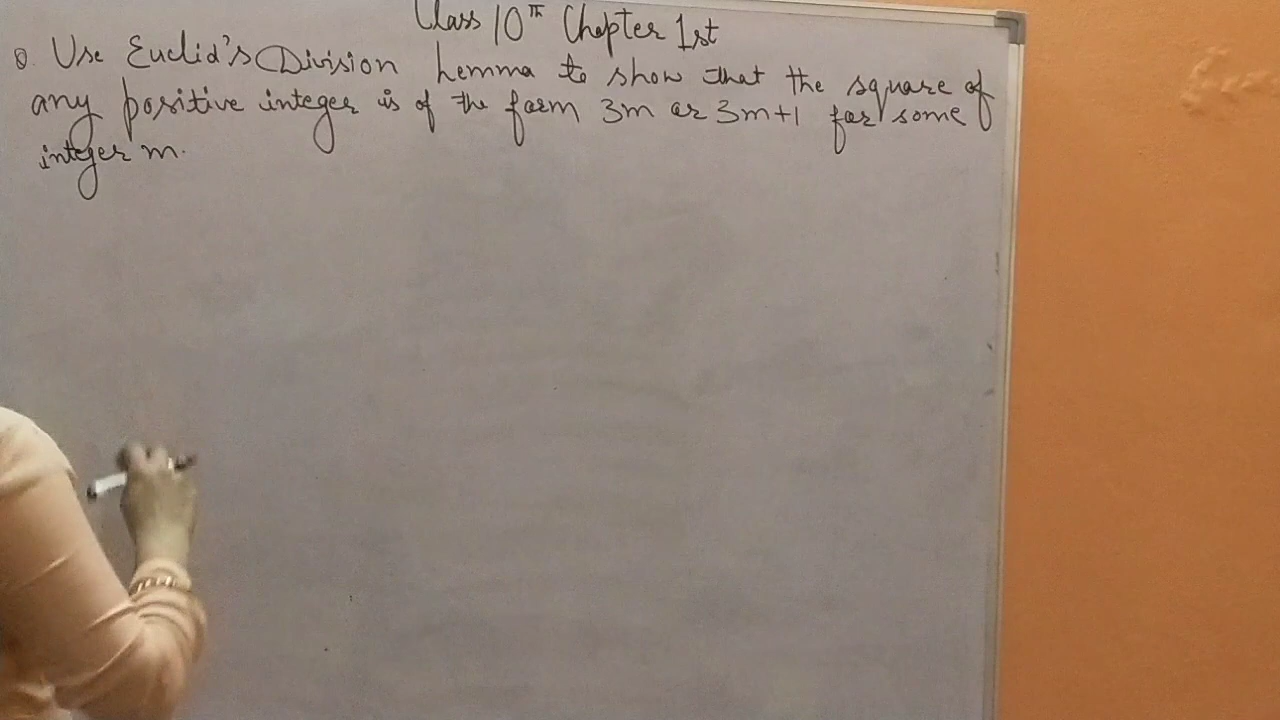 Class 10th Chapter 1st
Q. Use Euclid's Division Lemma to show that the square of
any positive integer is of the form 3m or 3m+1 for some
integer m.